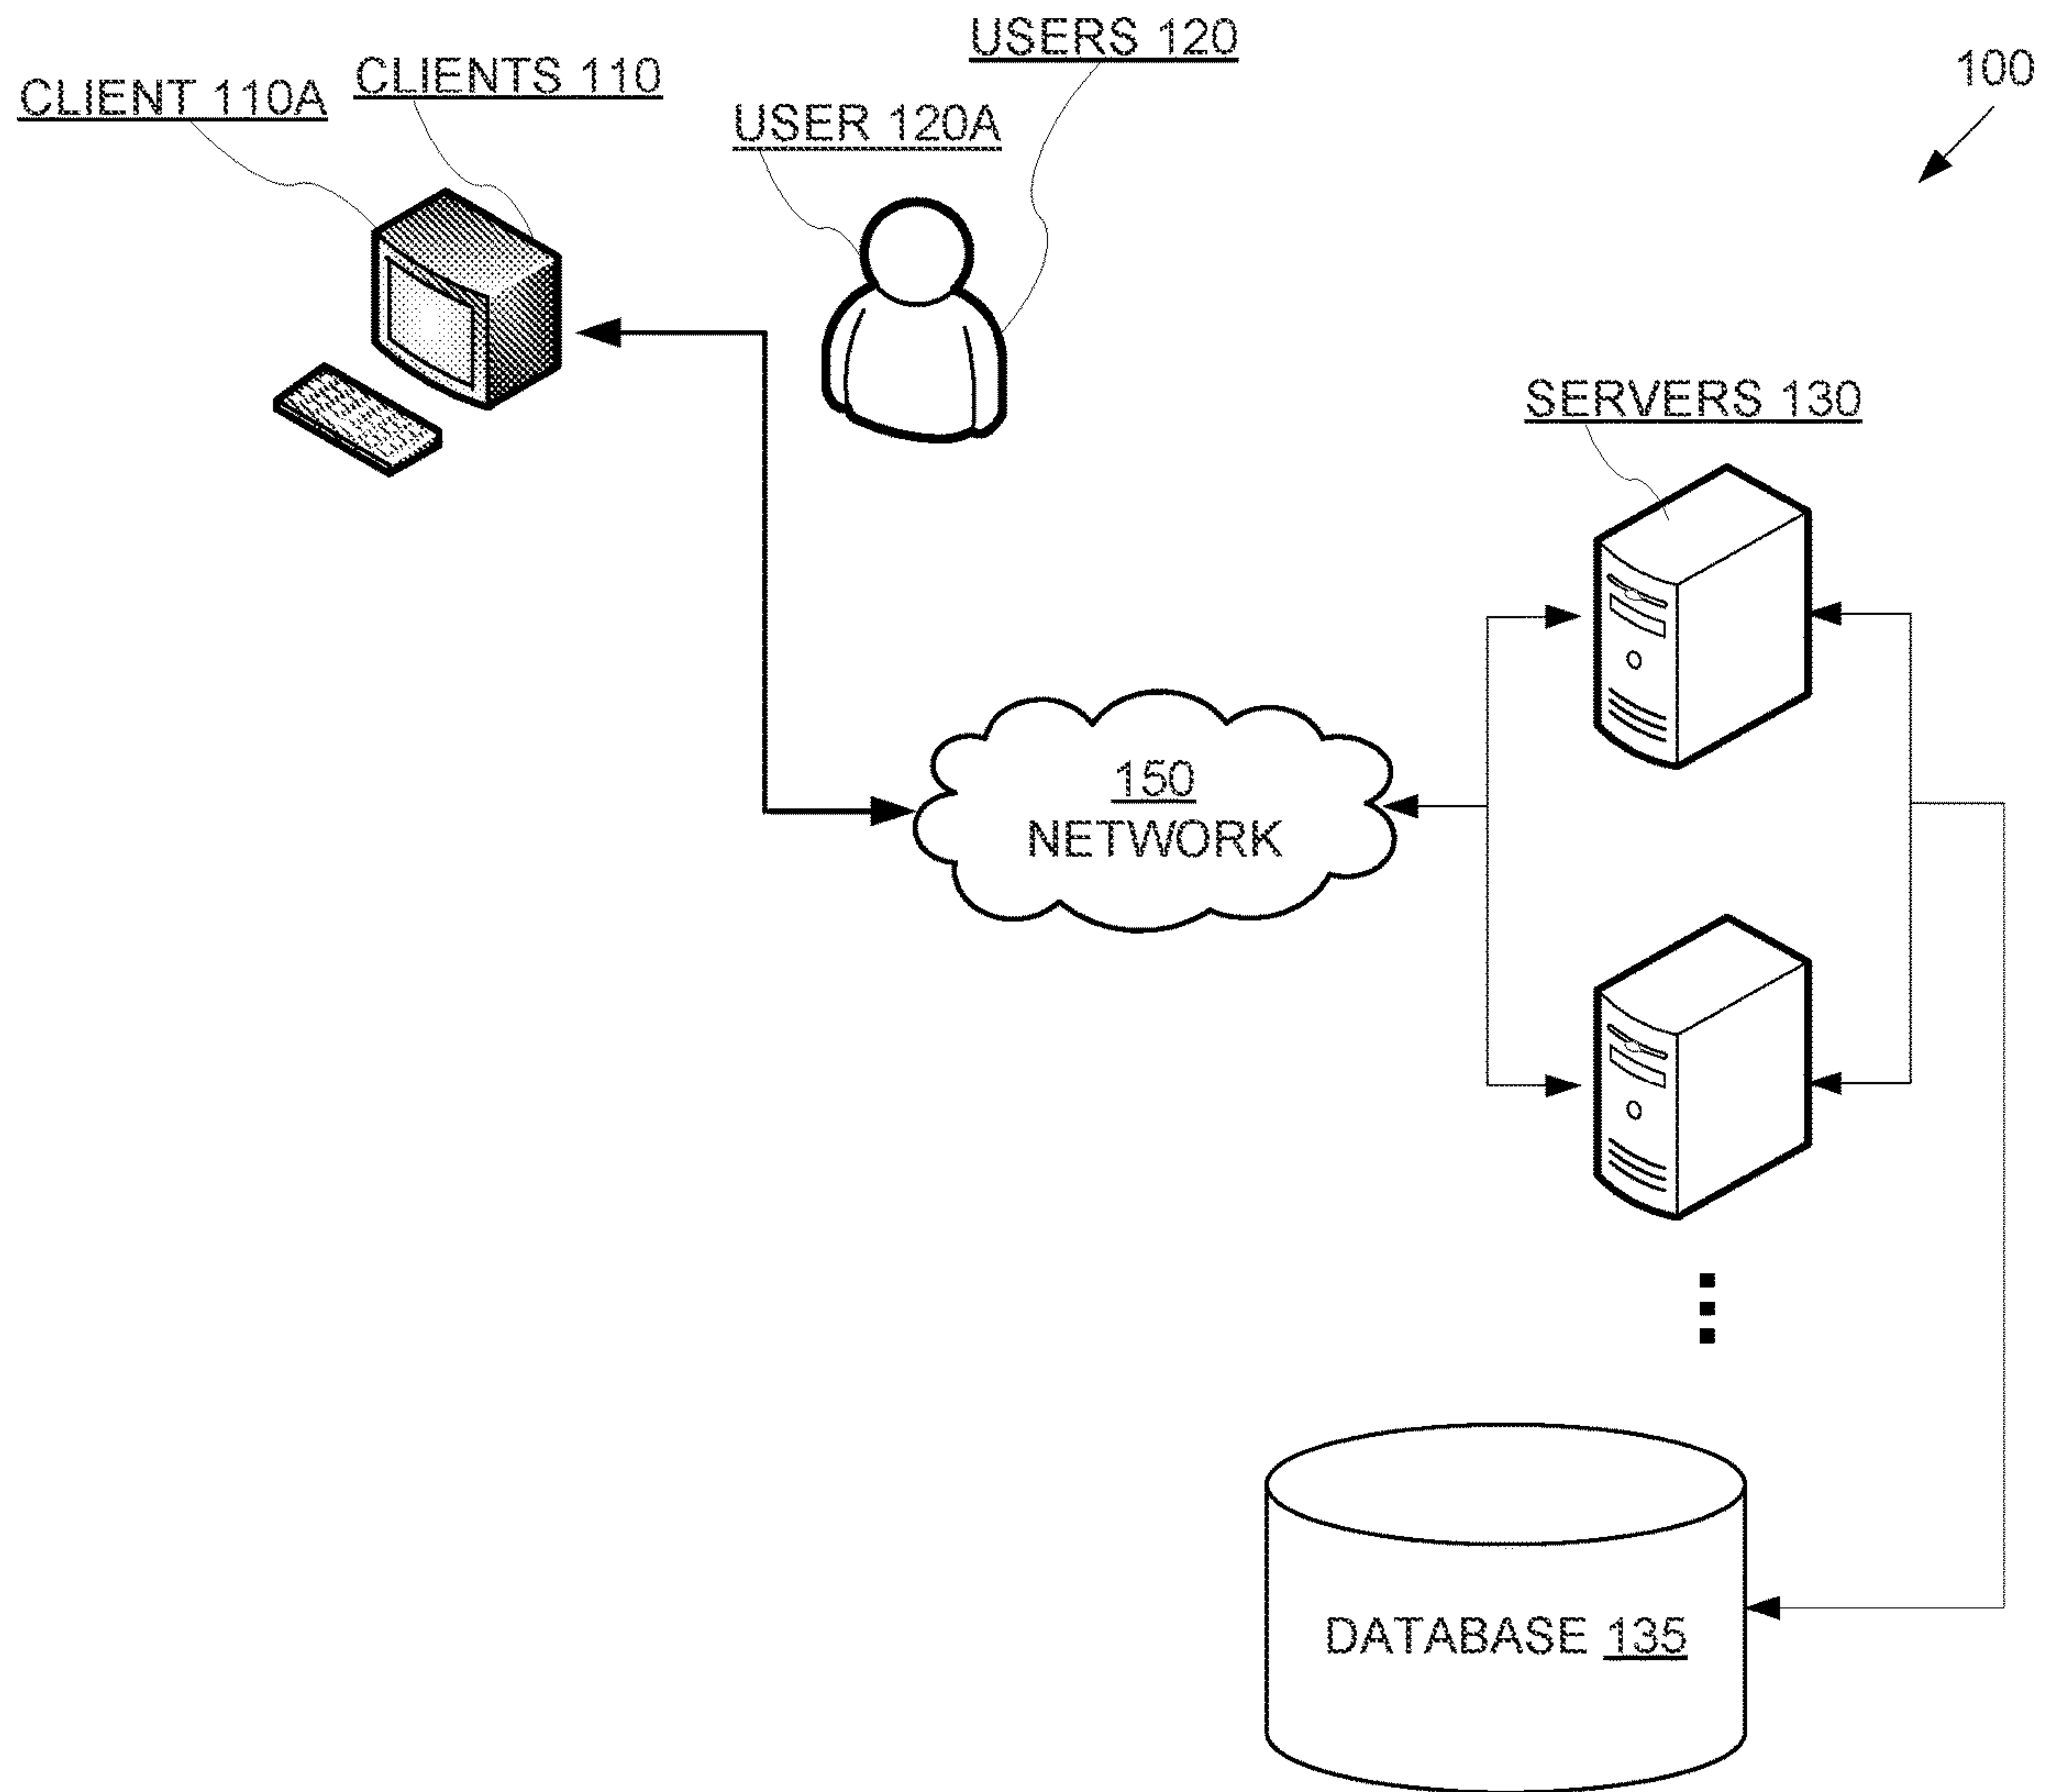 USERS 120
CLIENT 110A
CLIENTS 110
USER 120A
100
SERVERS 130
150
NETWORK
DATABASE 135